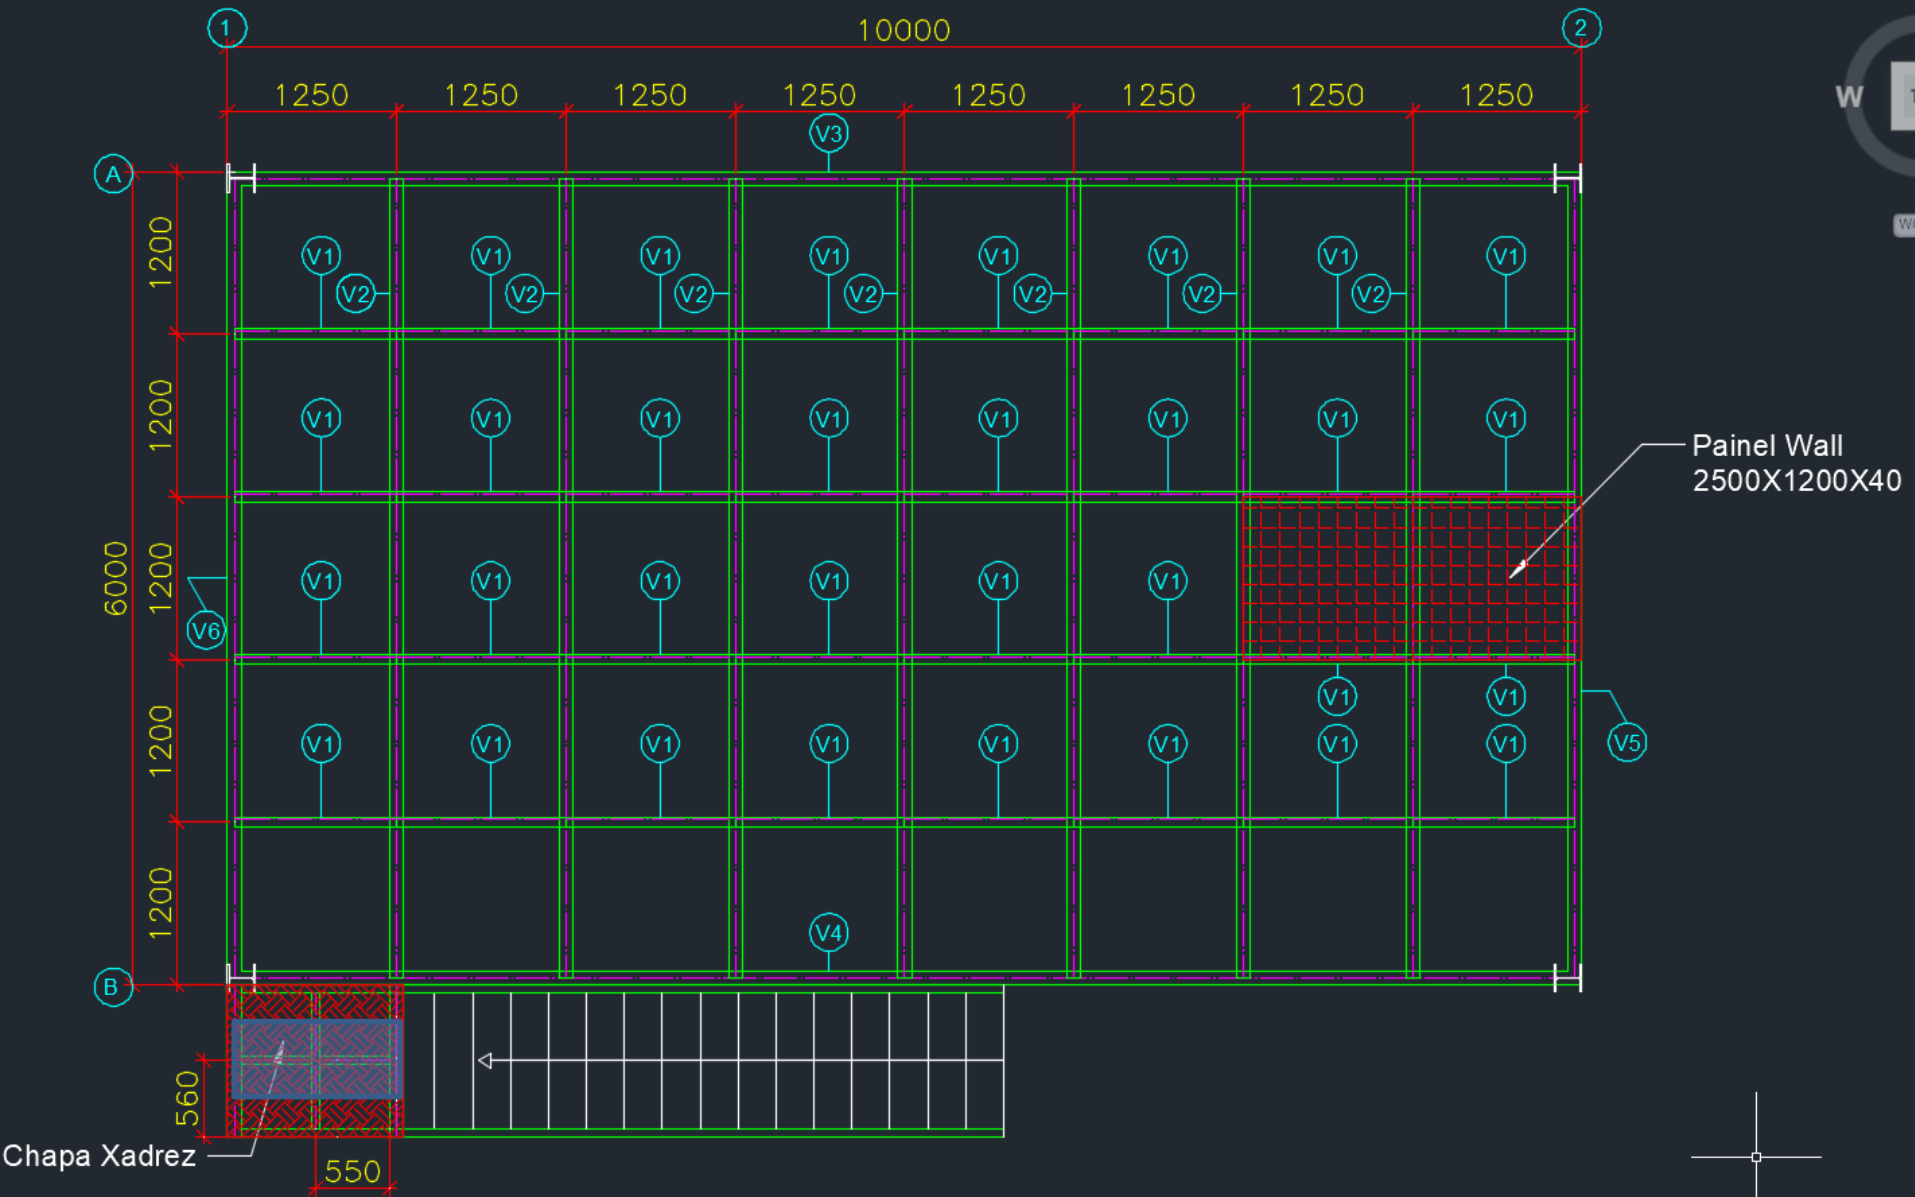 1
10000
2
1250 1250 1250 1250 1250 1250 1250 1250
W
V3
A
1200
V1 V1 V1 V1 V1 V1 V1 V1
V2 V2 V2 V2 V2 V2 V2
1200
V1 V1 V1 V1 V1 V1 V1 V1
Painel Wall
2500X1200X40
6000
1200
V1 V1 V1 V1 V1 V1
V6
1200
V1 V1
V1 V1 V1 V1 V1 V1 V1 V1
V5
1200
V4
B
560
Chapa Xadrez
550